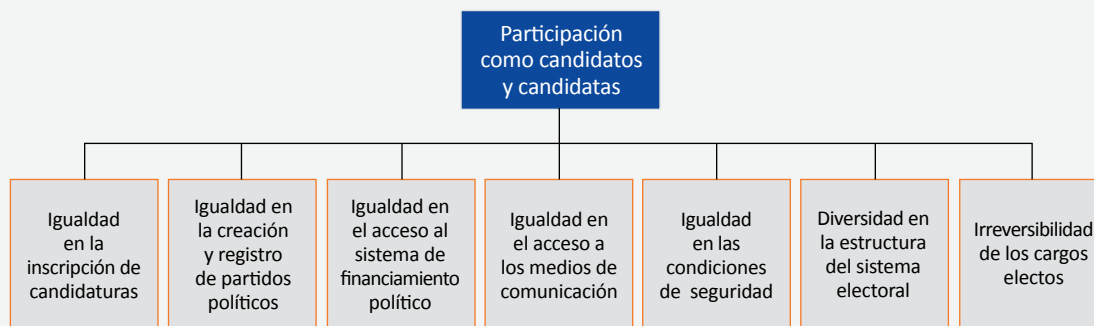 Participación
como candidatos
y candidatas
Igualdad
en la
inscripción de
candidaturas
Igualdad en
la creación
y registro
de partidos
políticos
Igualdad en
el acceso al
sistema de
financiamiento
político
Igualdad en
el acceso a
los medios de
comunicación
Igualdad
en las
condiciones
de seguridad
Diversidad en
la estructura
del sistema
electoral
Irreversibilidad
de los cargos
electos